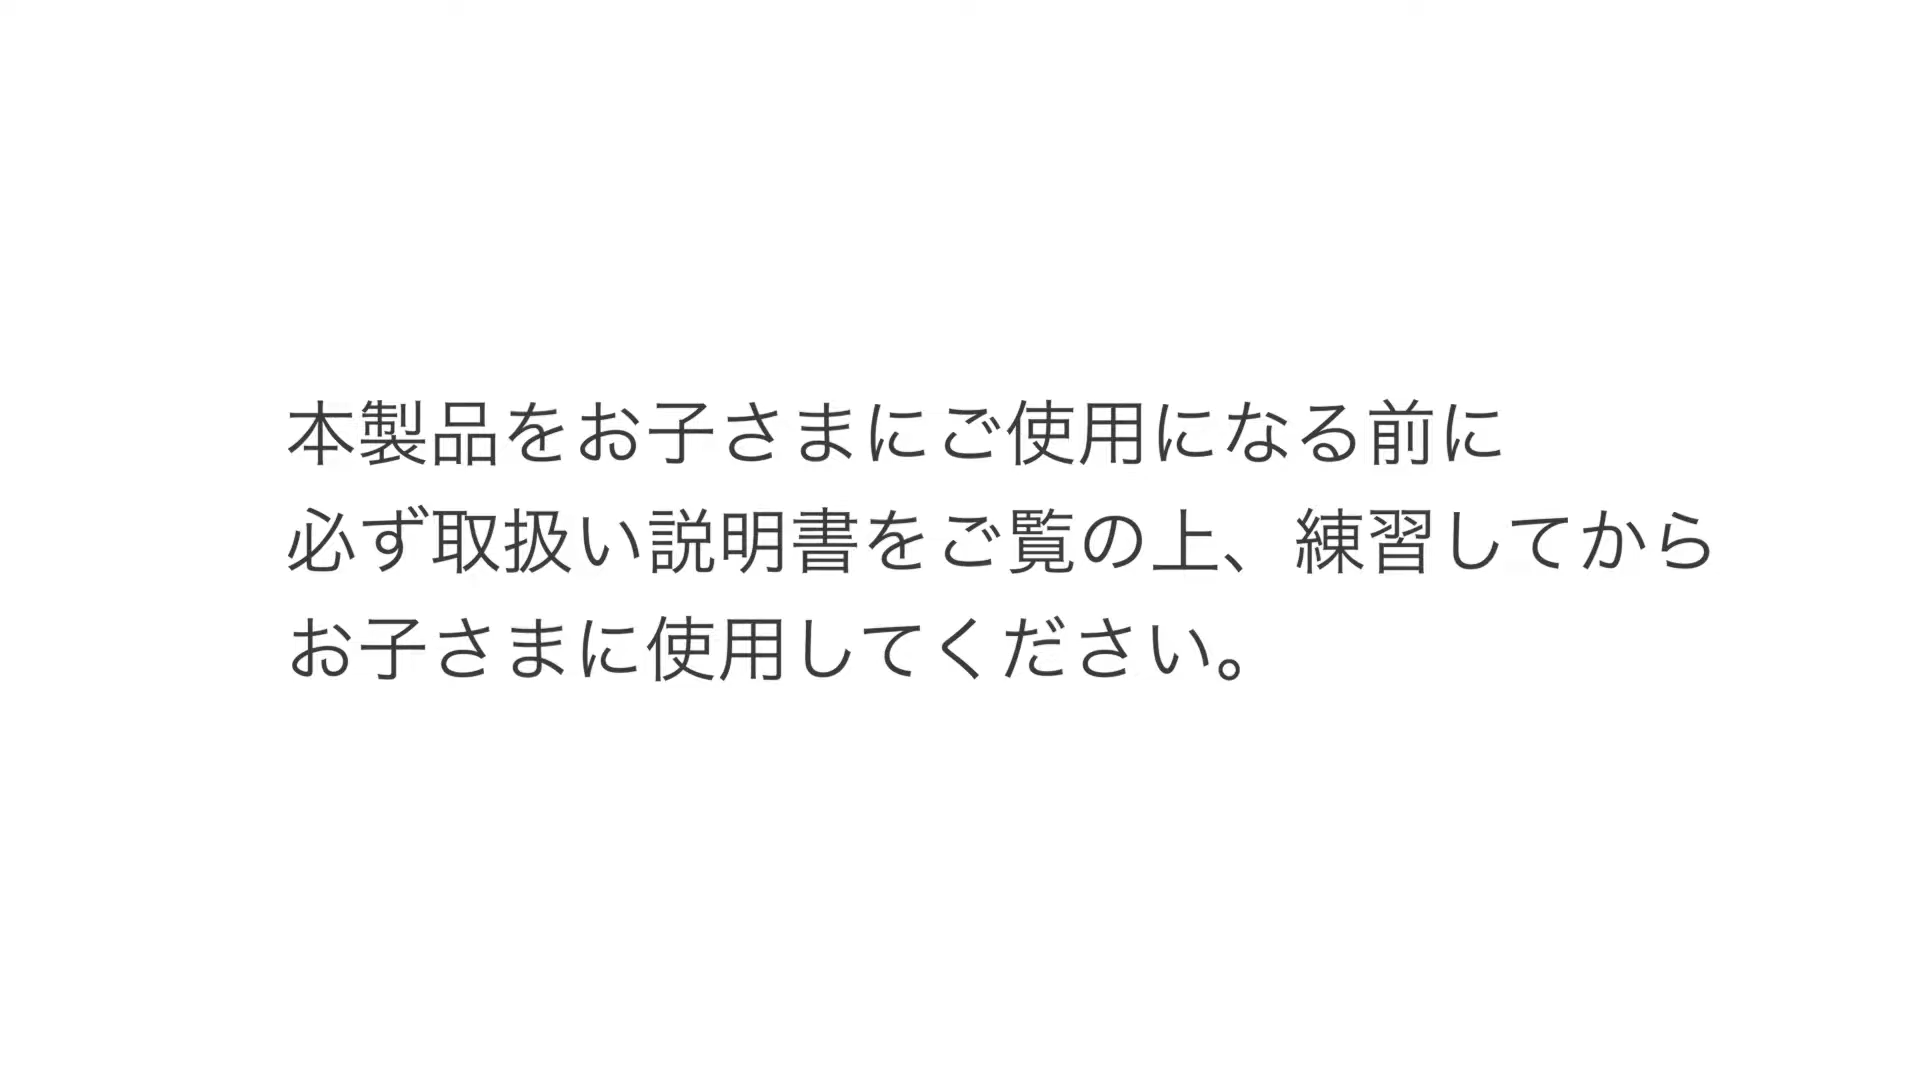 本製品をお子さまにご使用になる前に
必ず取扱い説明書をご覧の上、練習してから
お子さまに使用してください。